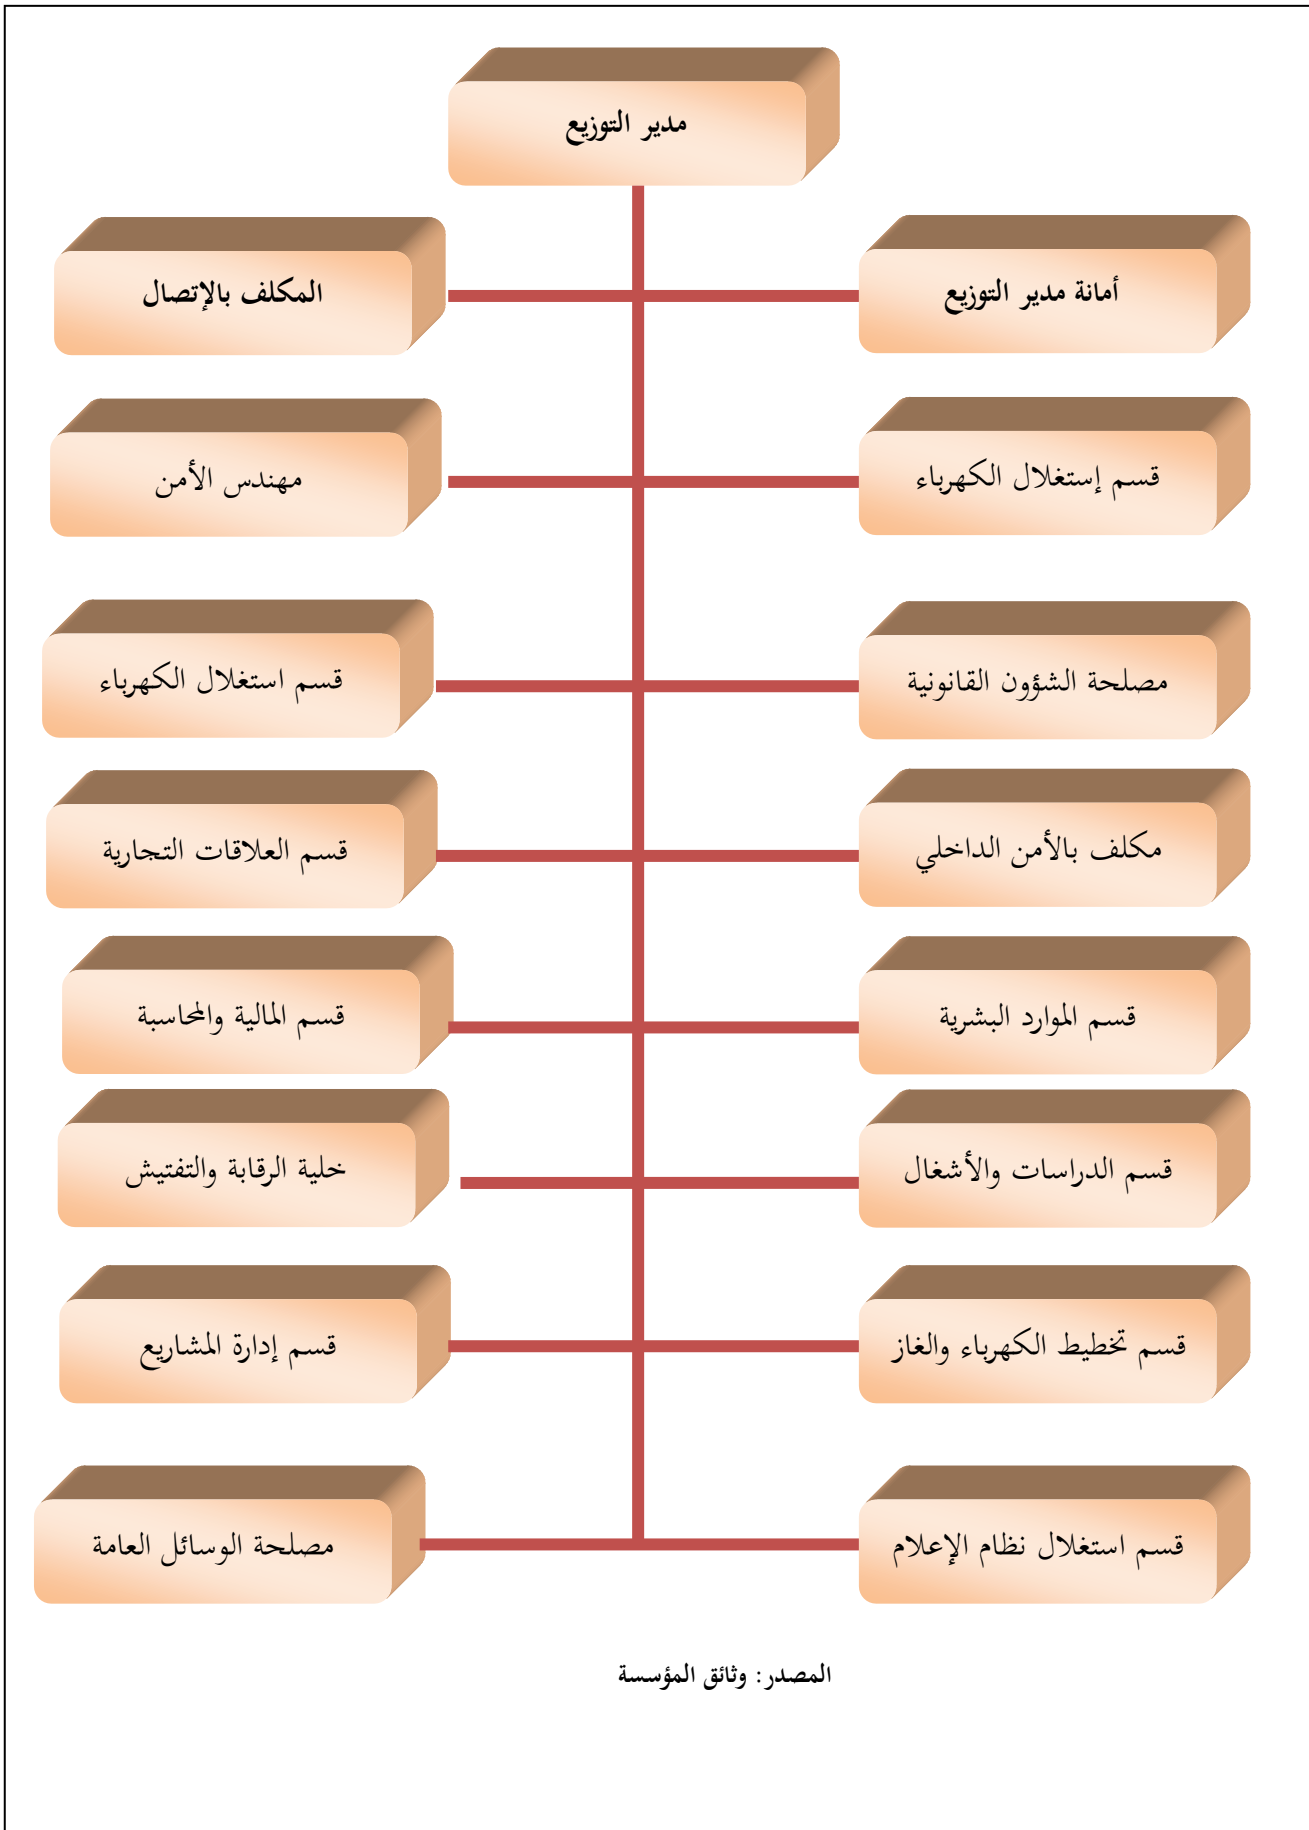 مدير التوزيع
أمانة مدير التوزيع
المكلف بالإتصال
قسم إستغلال الكهرباء
مهندس الأمن
مصلحة الشؤون القانونية
قسم استغلال الكهرباء
مكلف بالأمن الداخلي
قسم العلاقات التجارية
قسم الموارد البشرية
قسم المالية والمحاسبة
قسم الدراسات والأشغال
خلية الرقابة والتفتيش
قسم تخطيط الكهرباء والغاز
قسم إدارة المشاريع
قسم استغلال نظام الإعلام
مصلحة الوسائل العامة
المصدر: وثائق المؤسسة